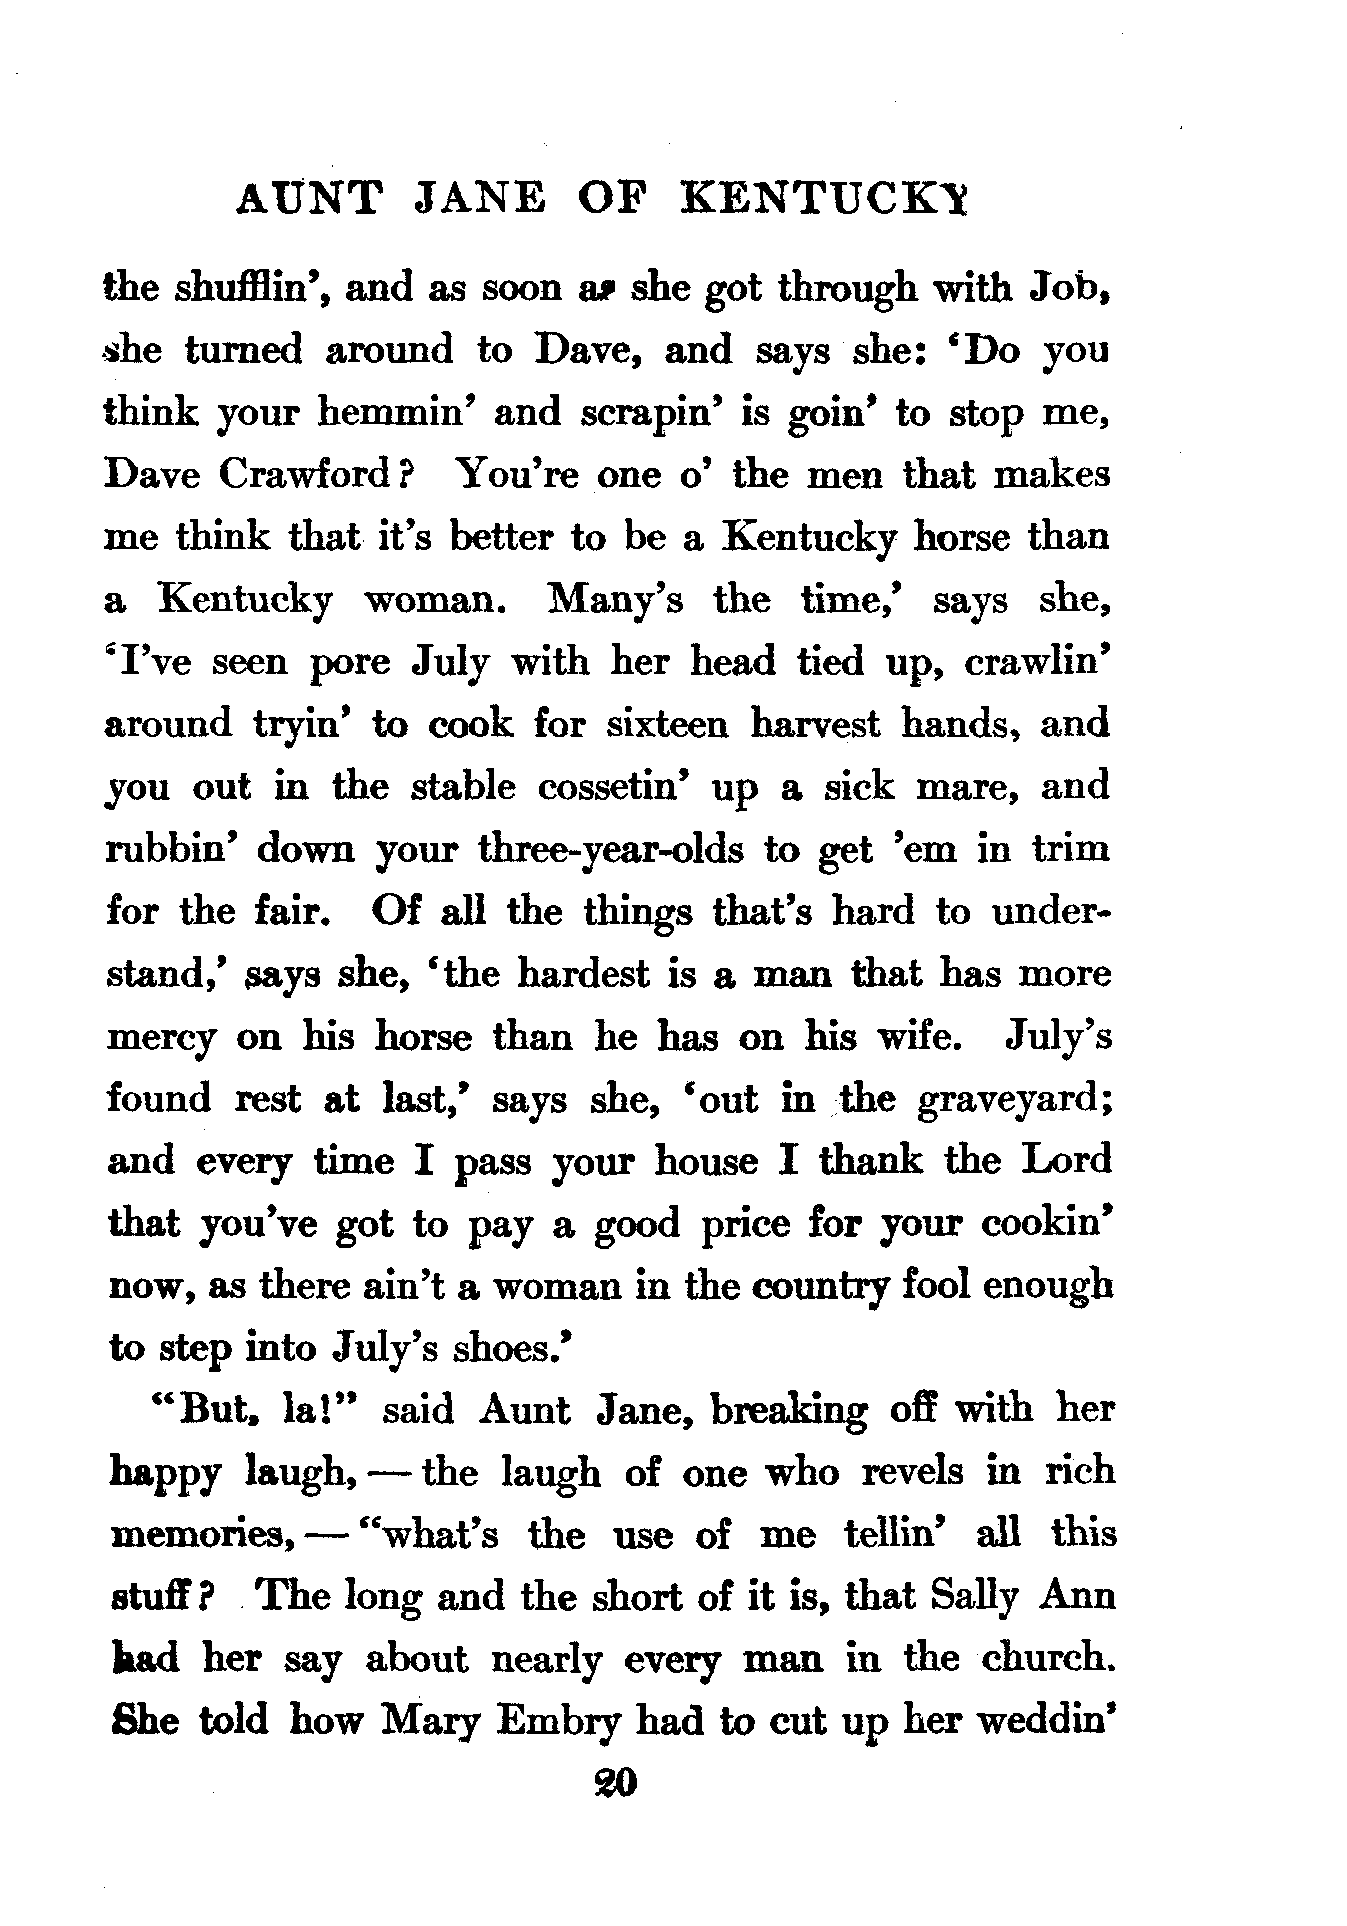 AUNT JANE OF KENTUCKY
the shufflin’, and as soon as she got through with Job,
she turned around to Dave, and says she: ‘Do you
think your hemmin’ and scrapin’ is goin’ to stop me,
Dave Crawford? You’re one o’ the men that makes
me think that it’s better to be a Kentucky horse than
a Kentucky woman. Many’s the time,’ says she,
‘I’ve seen pore July with her head tied up, crawlin’
around tryin’ to cook for sixteen harvest hands, and
you out in the stable cossetin’ up a sick mare, and
rubbin’ down your three-year-olds to get ’em in trim
for the fair. Of all the things that’s hard to under-
stand,’ says she, ‘the hardest is a man that has more
mercy on his horse than he has on his wife. July’s
found rest at last,’ says she, ‘out in the graveyard;
and every time I pass your house I thank the Lord
that you’ve got to pay a good price for your cookin’
now, as there ain’t a woman in the country fool enough
to step into July’s shoes.’
“But, la!” said Aunt Jane, breaking off with her
happy laugh, — the laugh of one who revels in rich
memories, — “what’s the use of me tellin’ all this
stuff? The long and the short of it is, that Sally Ann
had her say about nearly every man in the church.
She told how Mary Embry had to cut up her weddin’
20